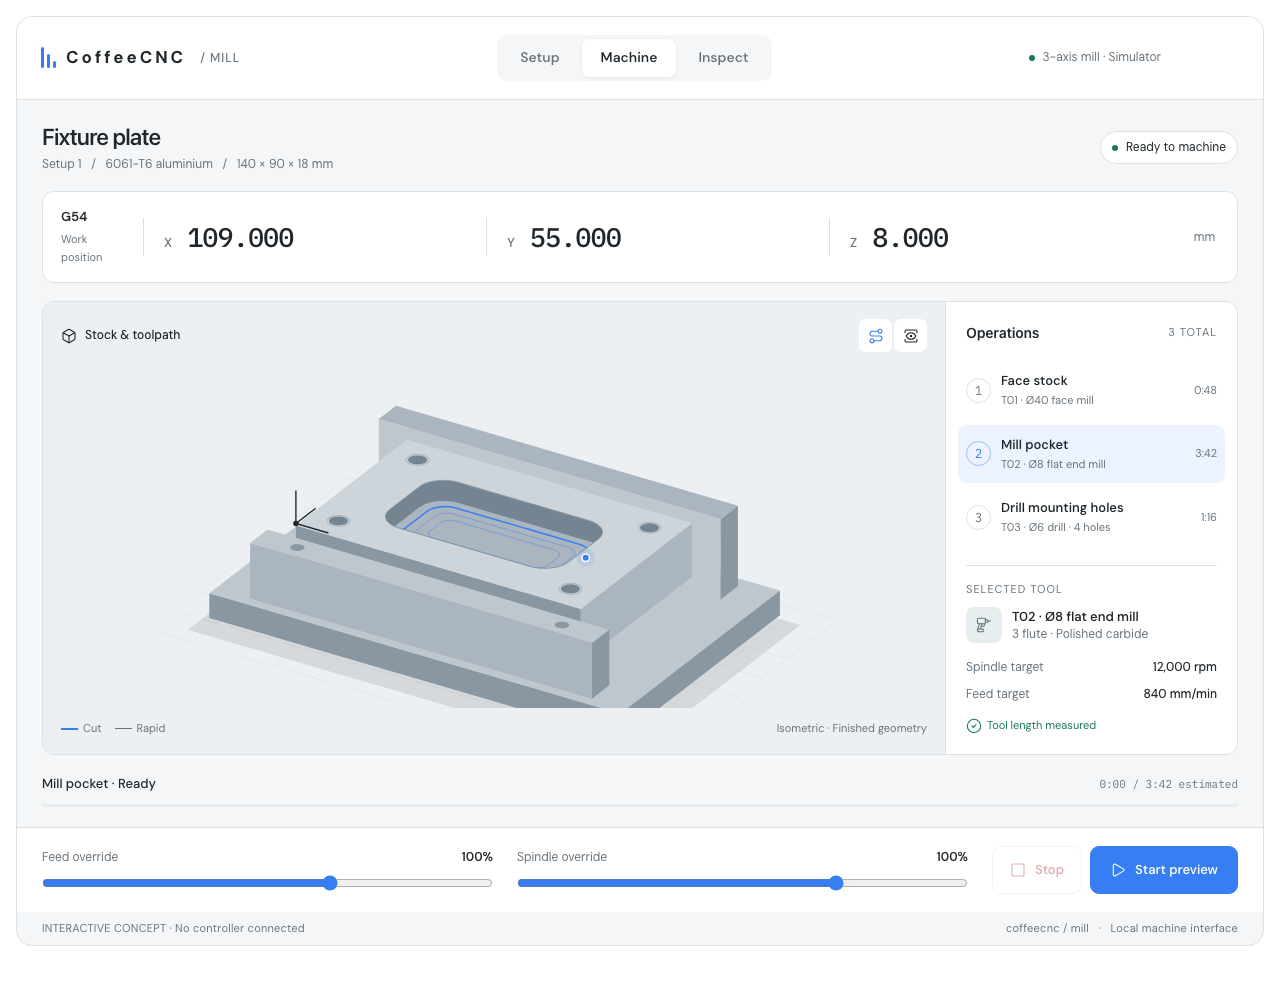 CoffeeCNC / MILL
Setup Machine Inspect
3-axis mill · Simulator
Fixture plate
Setup 1 / 6061-T6 aluminium / 140 × 90 × 18 mm
Ready to machine
G54
Work
position
X 109.000
Y 55.000
Z 8.000
mm
Stock & toolpath
Cut Rapid
Isometric · Finished geometry
Operations
3 TOTAL
1 Face stock
T01 · Ø40 face mill
0:48
2 Mill pocket
T02 · Ø8 flat end mill
3:42
3 Drill mounting holes
T03 · Ø6 drill · 4 holes
1:16
SELECTED TOOL
T02 · Ø8 flat end mill
3 flute · Polished carbide
Spindle target 12,000 rpm
Feed target 840 mm/min
Tool length measured
Mill pocket · Ready
0:00 / 3:42 estimated
Feed override 100%
Spindle override 100%
Stop
Start preview
INTERACTIVE CONCEPT · No controller connected
coffeecnc / mill · Local machine interface